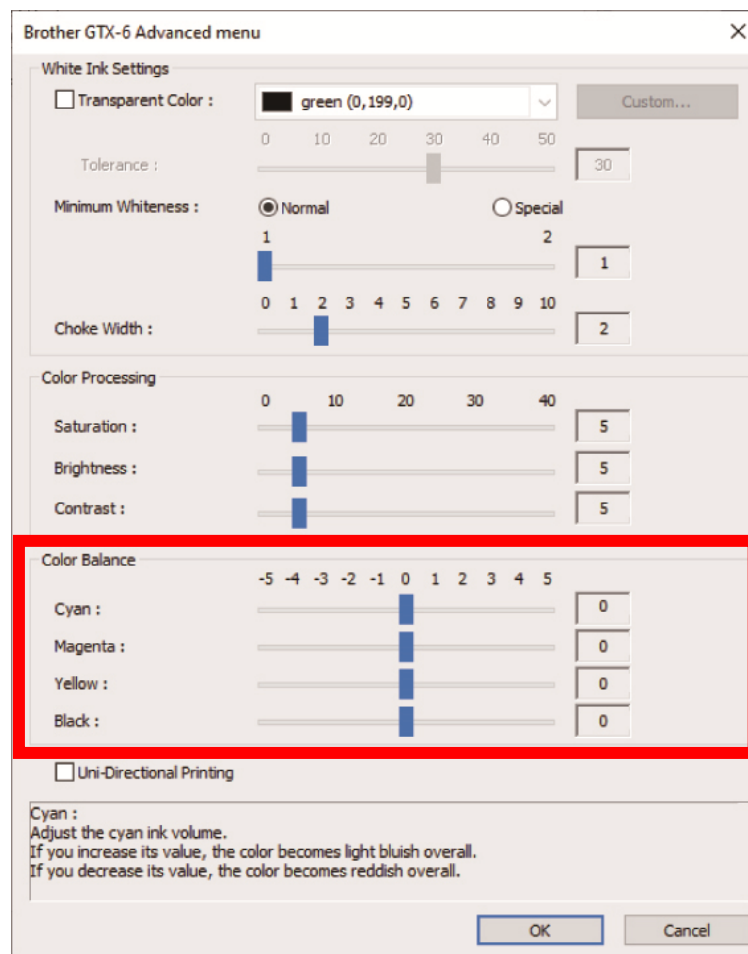 Brother GTX-6 Advanced menu
White Ink Settings
Transparent Color : green (0,199,0) Custom...
0 10 20 30 40 50
Tolerance : 30
Minimum Whiteness : Normal Special
1 2
1
0 1 2 3 4 5 6 7 8 9 10
Choke Width : 2
Color Processing
0 10 20 30 40
Saturation : 5
Brightness : 5
Contrast : 5
Color Balance
-5 -4 -3 -2 -1 0 1 2 3 4 5
Cyan : 0
Magenta : 0
Yellow : 0
Black : 0
Uni-Directional Printing
Cyan :
Adjust the cyan ink volume.
If you increase its value, the color becomes light bluish overall.
If you decrease its value, the color becomes reddish overall.
OK Cancel